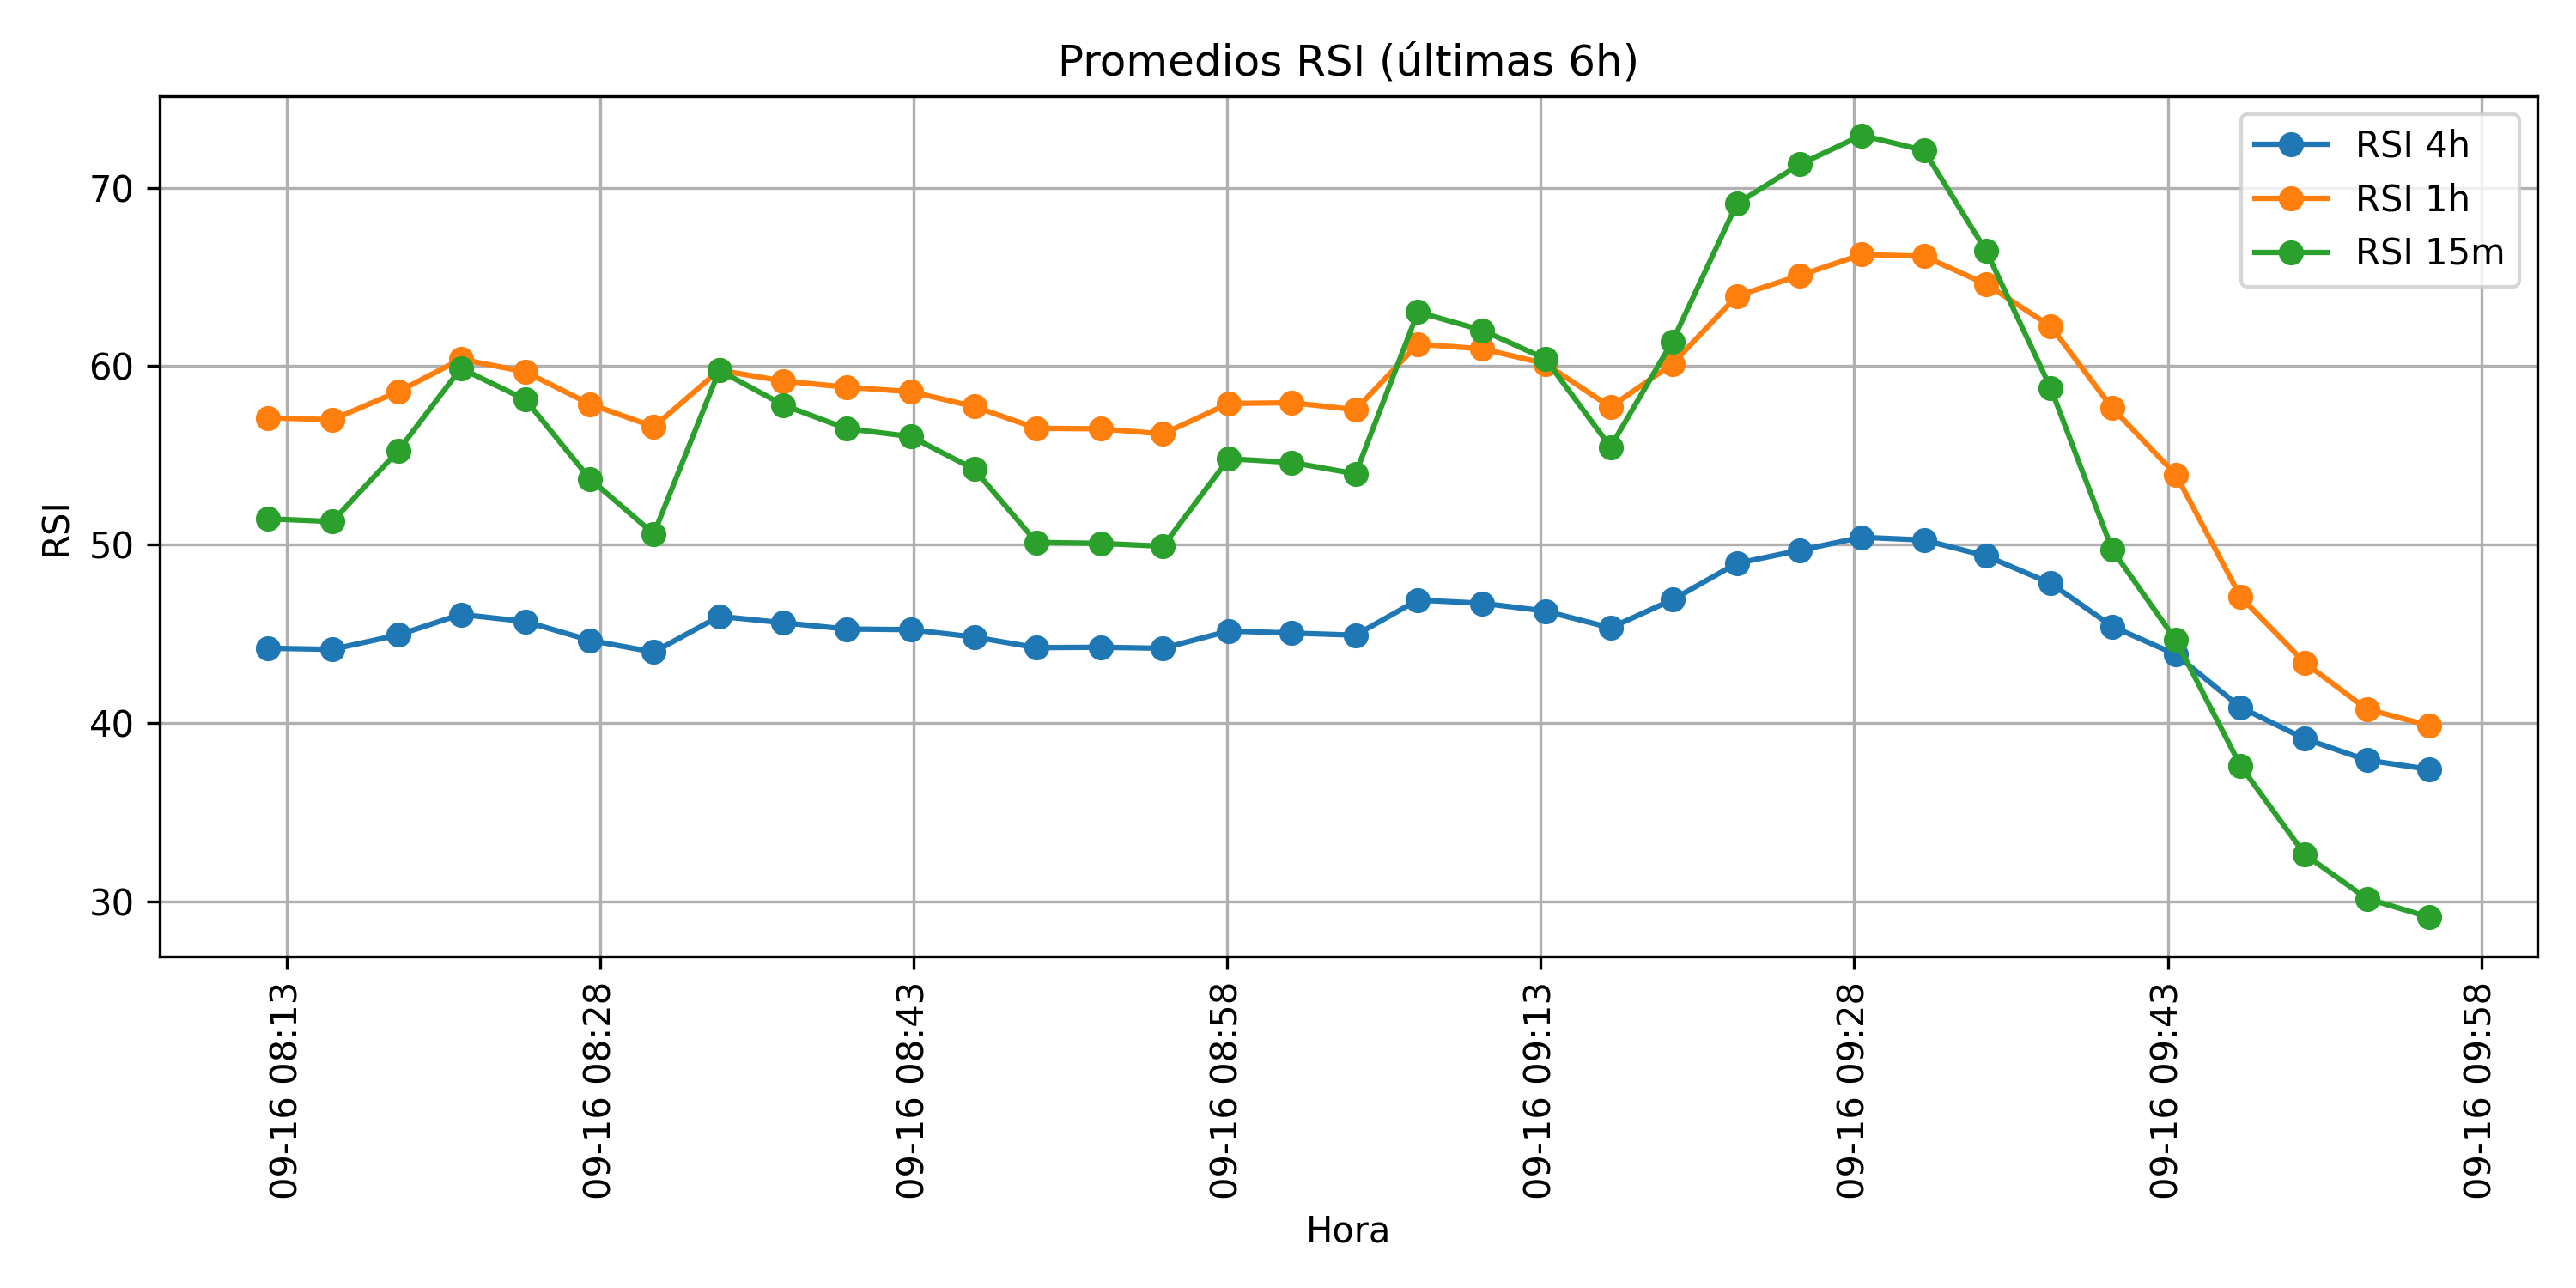 Promedios RSI (últimas 6h)
RSI 4h
RSI 1h
RSI 15m
RSI
70
60
50
40
30
09-16 08:13
09-16 08:28
09-16 08:43
09-16 08:58
09-16 09:13
09-16 09:28
09-16 09:43
09-16 09:58
Hora